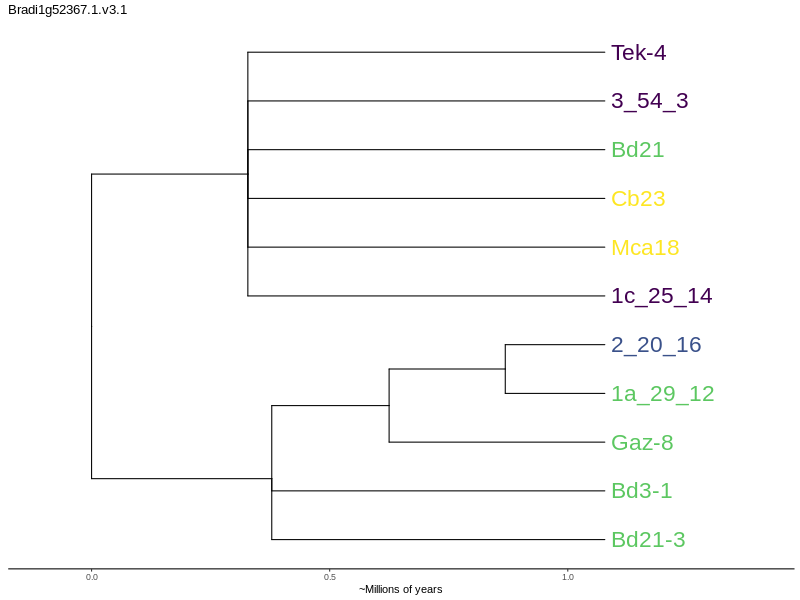 Bradi1g52367.1.v3.1
Tek-4
3_54_3
Bd21
Cb23
Mca18
1c_25_14
2_20_16
1a_29_12
Gaz-8
Bd3-1
Bd21-3
0.0 0.5 1.0
~Millions of years